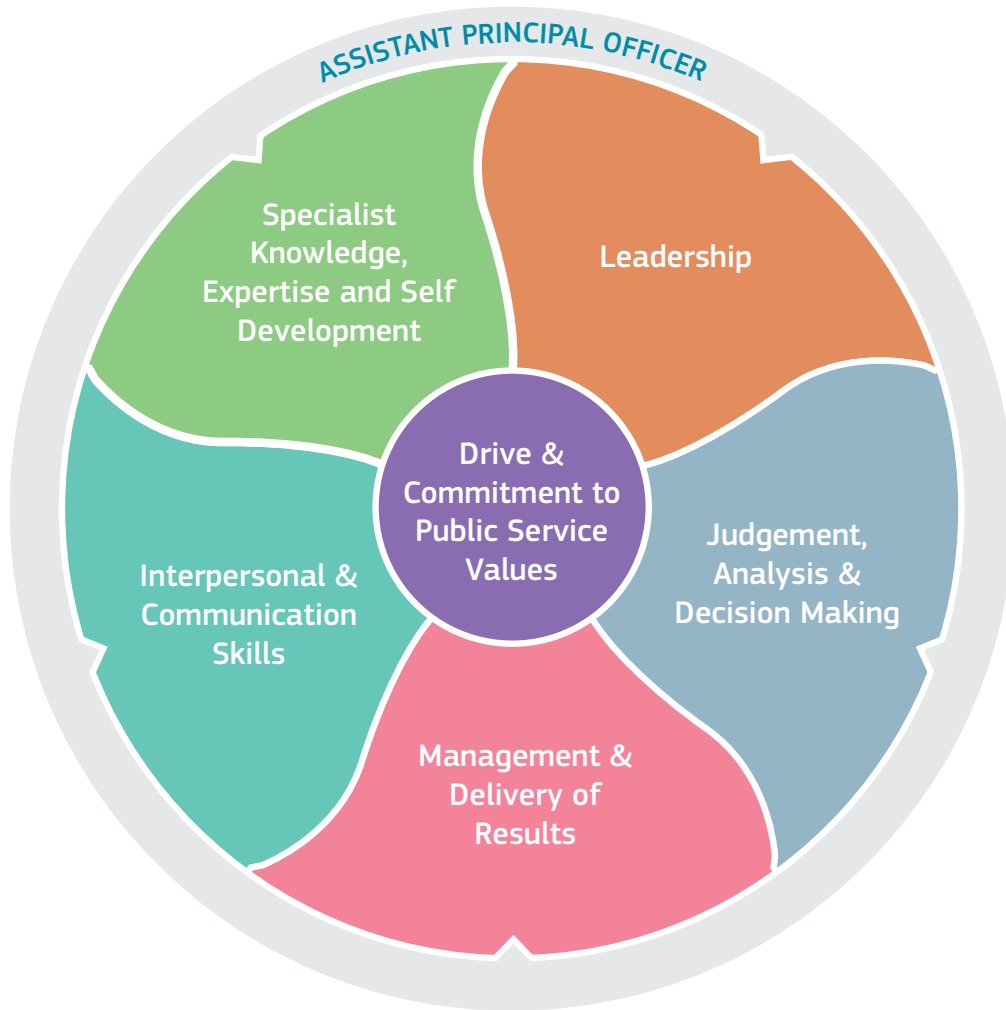 ASSISTANT PRINCIPAL OFFICER
Specialist
Knowledge,
Expertise and Self
Development
Leadership
Drive &
Commitment to
Public Service
Values
Judgement,
Analysis &
Decision Making
Interpersonal &
Communication
Skills
Management &
Delivery of
Results